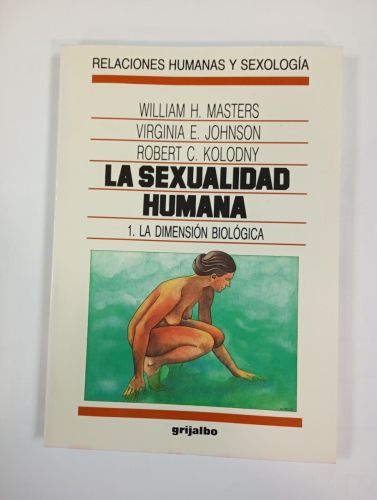 RELACIONES HUMANAS Y SEXOLOGÍA
WILLIAM H. MASTERS
VIRGINIA E. JOHNSON
ROBERT C. KOLODNY
LA SEXUALIDAD
HUMANA
1. LA DIMENSIÓN BIOLÓGICA
grijalbo